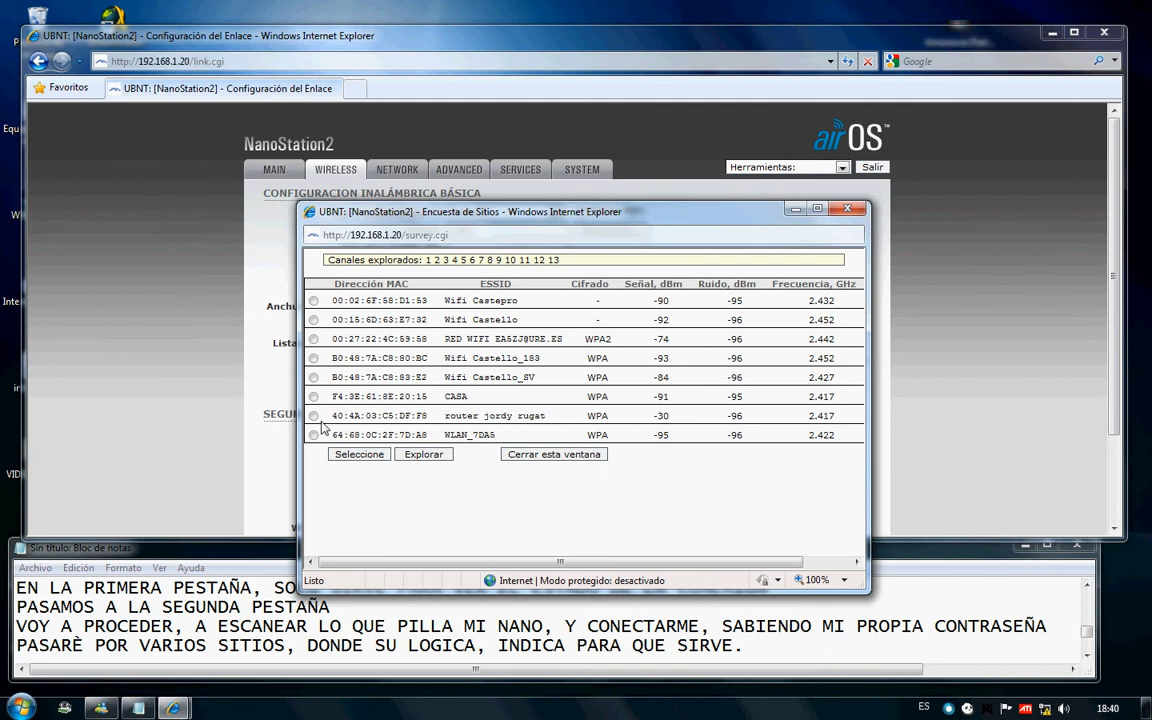 UBNT: [NanoStation2] - Configuración del Enlace - Windows Internet Explorer
http://192.168.1.20/link.cgi
Google
Favoritos
UBNT: [NanoStation2] - Configuración del Enlace
NanoStation2
airOS™
MAIN WIRELESS NETWORK ADVANCED SERVICES SYSTEM
Herramientas: Salir
CONFIGURACION INALÁMBRICA BÁSICA
UBNT: [NanoStation2] - Encuesta de Sitios - Windows Internet Explorer
http://192.168.1.20/survey.cgi
Canales explorados: 1 2 3 4 5 6 7 8 9 10 11 12 13
Dirección MAC ESSID Cifrado Señal, dBm Ruido, dBm Frecuencia, GHz
00:02:6F:58:D1:53 Wifi Castepro - -90 -95 2.432
00:15:6D:63:E7:32 Wifi Castello - -92 -96 2.452
00:27:22:4C:59:58 RED WIFI EA5ZJ@URE.ES WPA2 -74 -96 2.442
B0:48:7A:C8:80:BC Wifi Castello_183 WPA -93 -96 2.452
B0:48:7A:C8:83:E2 Wifi Castello_SV WPA -84 -96 2.427
F4:3E:61:8E:20:15 CASA WPA -91 -95 2.417
40:4A:03:C5:DF:F8 router jordy rugat WPA -30 -96 2.417
64:68:0C:2F:7D:A8 WLAN_7DA5 WPA -95 -96 2.422
Seleccione Explorar Cerrar esta ventana
Listo Internet | Modo protegido: desactivado 100%
Anchu
Lista
SEGU
Equ
Inte
VID
Sin título: Bloc de notas
Archivo Edición Formato Ver Ayuda
EN LA PRIMERA PESTAÑA,
PASAMOS A LA SEGUNDA PESTAÑA
VOY A PROCEDER, A ESCANEAR LO QUE PILLA MI NANO, Y CONECTARME, SABIENDO MI PROPIA CONTRASEÑA
PASARÈ POR VARIOS SITIOS, DONDE SU LOGICA, INDICA PARA QUE SIRVE.
ES ATI 18:40